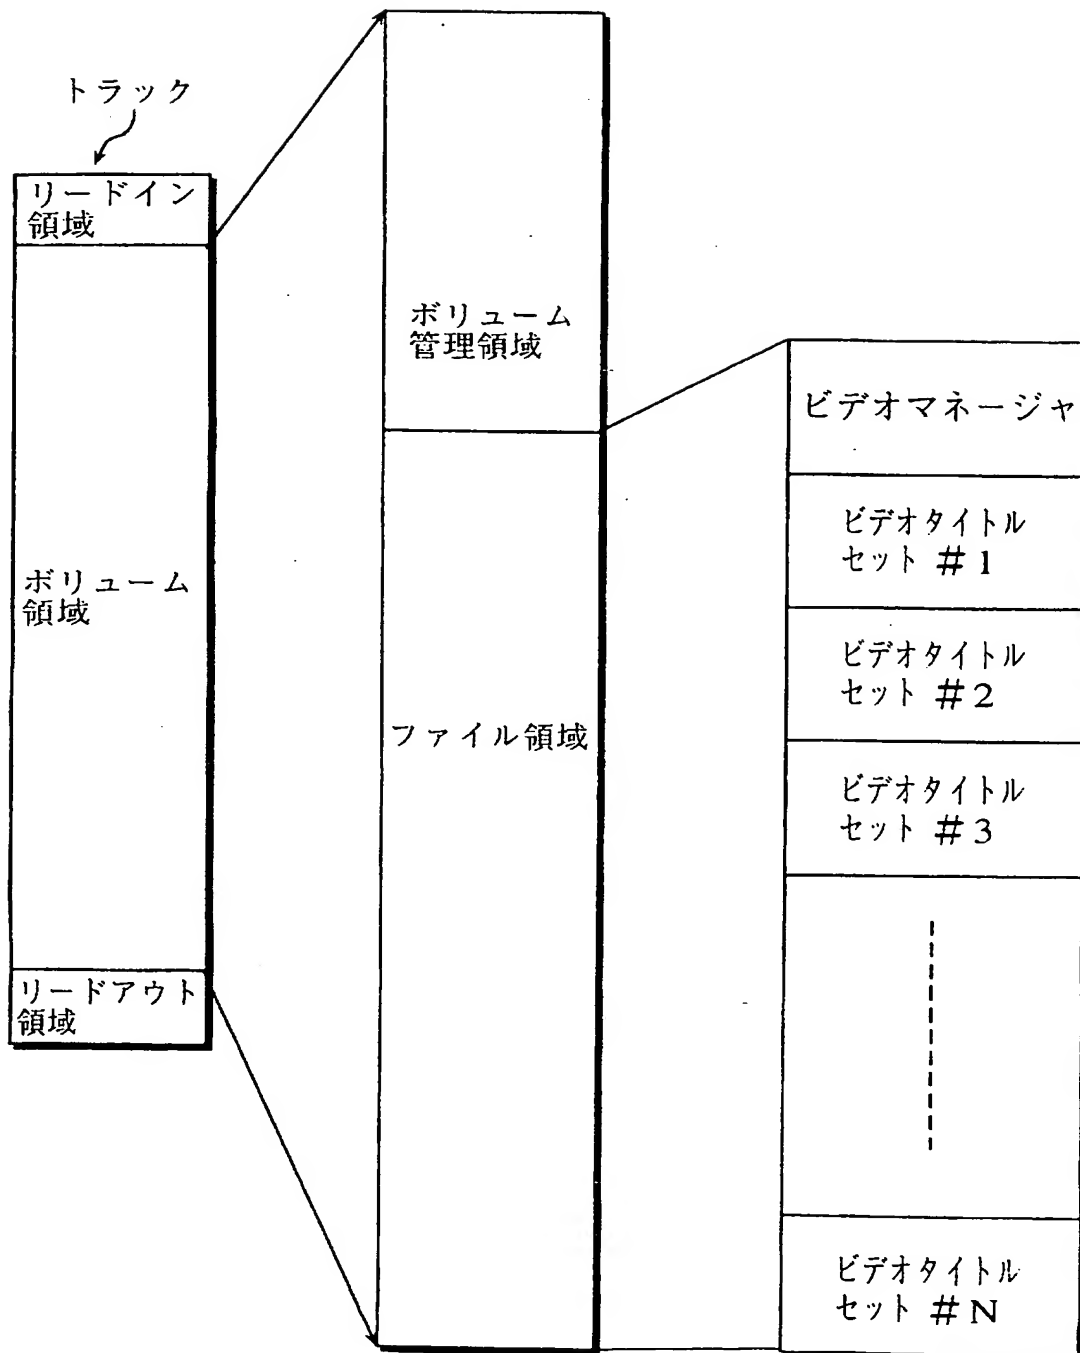 トラック
リードイン
領域
ボリューム
領域
リードアウト
領域
ボリューム
管理領域
ファイル領域
ビデオマネージャ
ビデオタイトル
セット #1
ビデオタイトル
セット #2
ビデオタイトル
セット #3
ビデオタイトル
セット #N